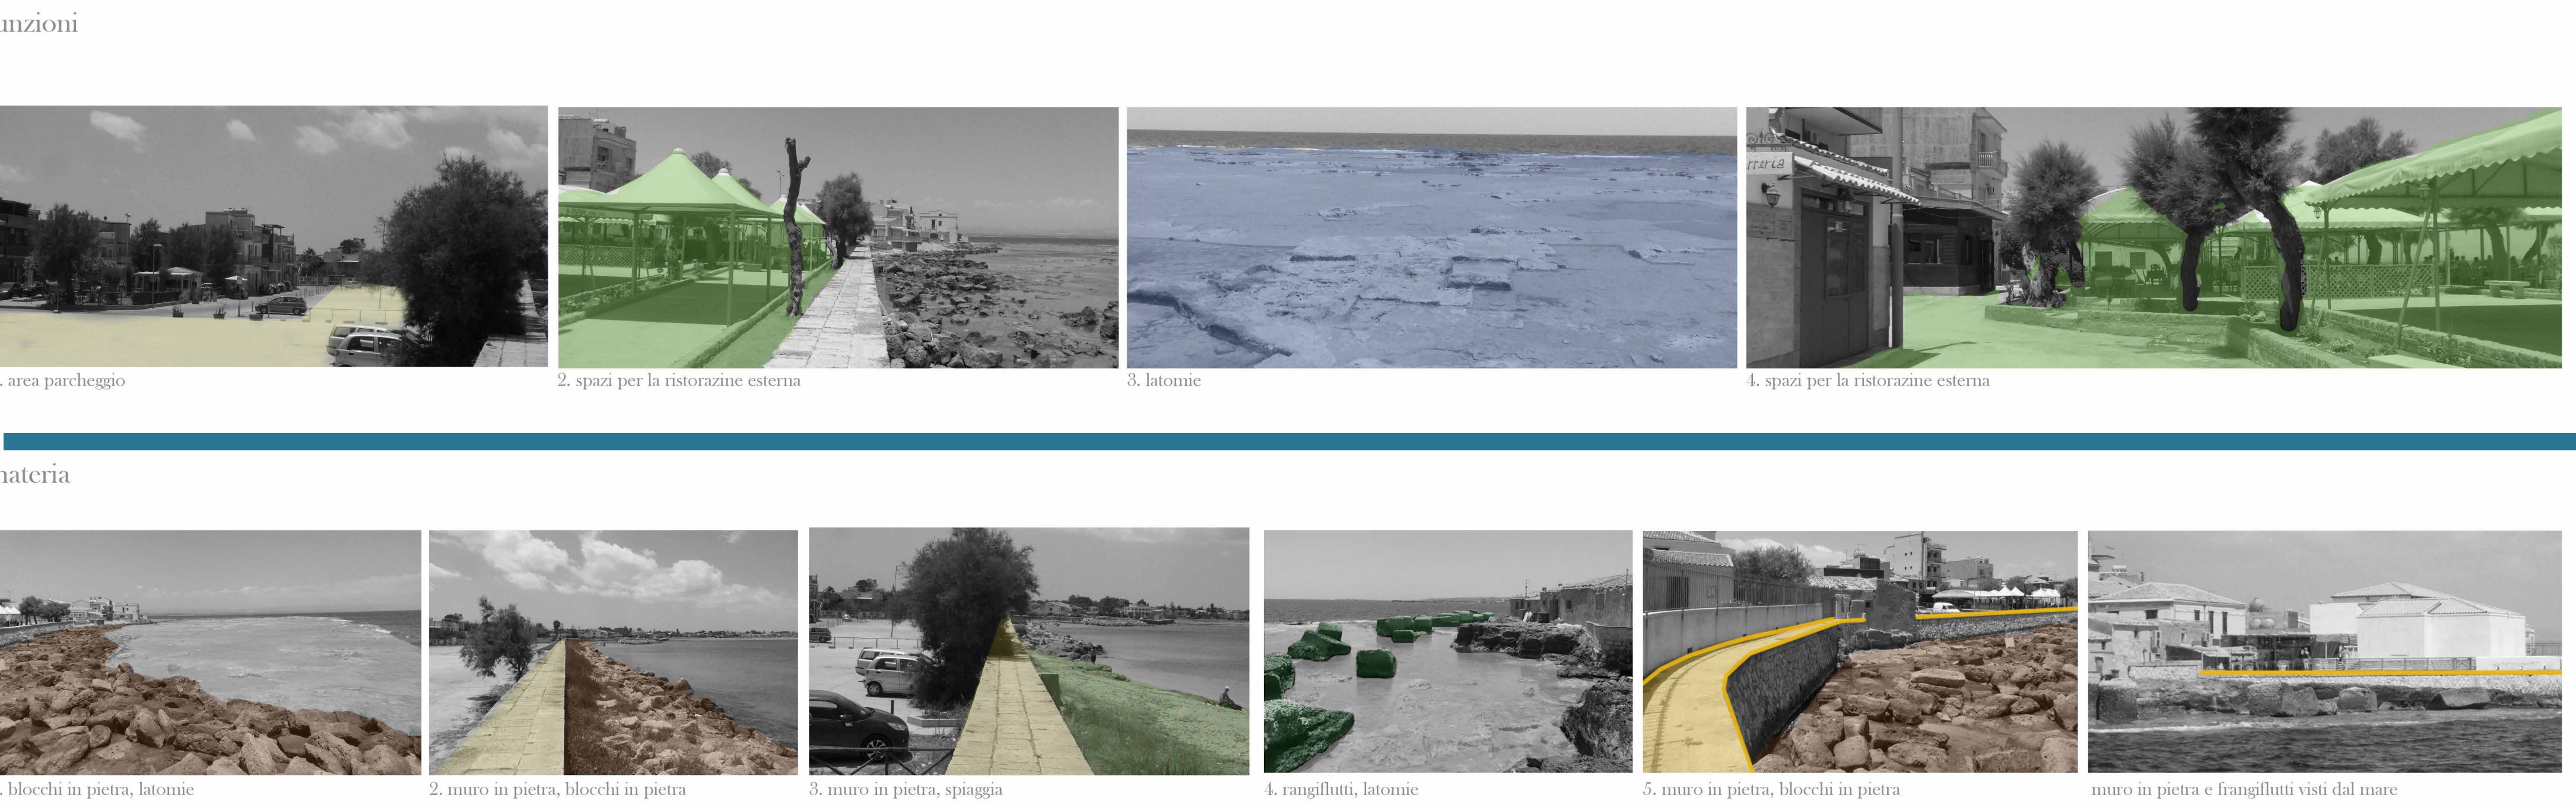 unzioni
rreria
. area parcheggio
2. spazi per la ristorazine esterna
3. latomie
4. spazi per la ristorazine esterna
nateria
. blocchi in pietra, latomie
2. muro in pietra, blocchi in pietra
3. muro in pietra, spiaggia
4. rangiflutti, latomie
5. muro in pietra, blocchi in pietra
muro in pietra e frangiflutti visti dal mare